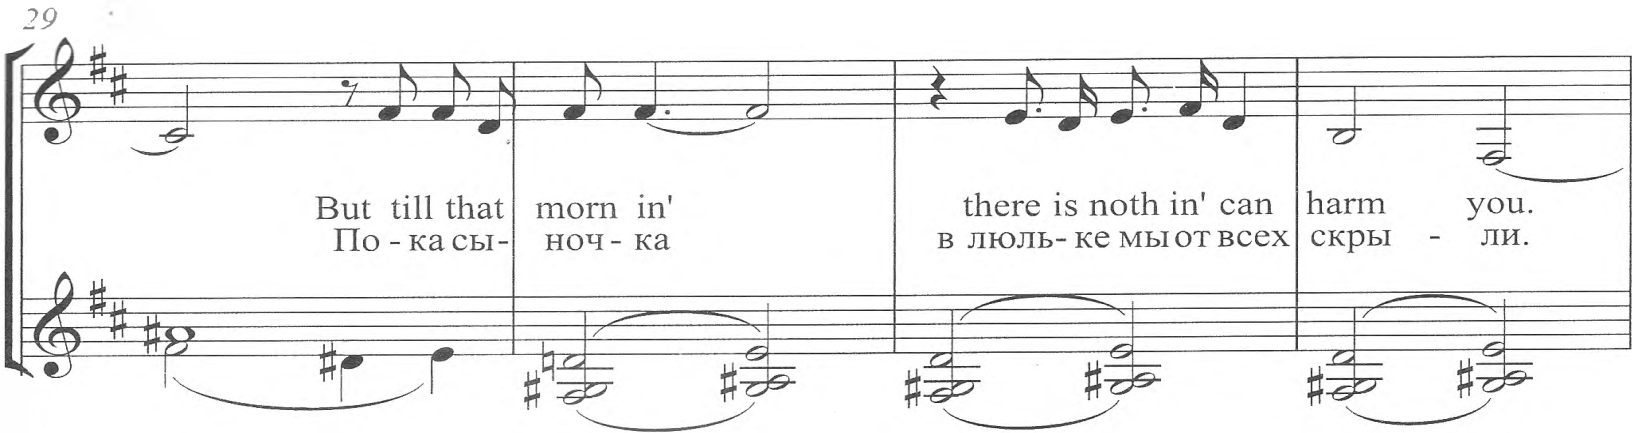 29
But till that morn in' there is noth in' can harm you.
По - ка сы- ноч - ка в люль- ке мы от всех скры - ли.